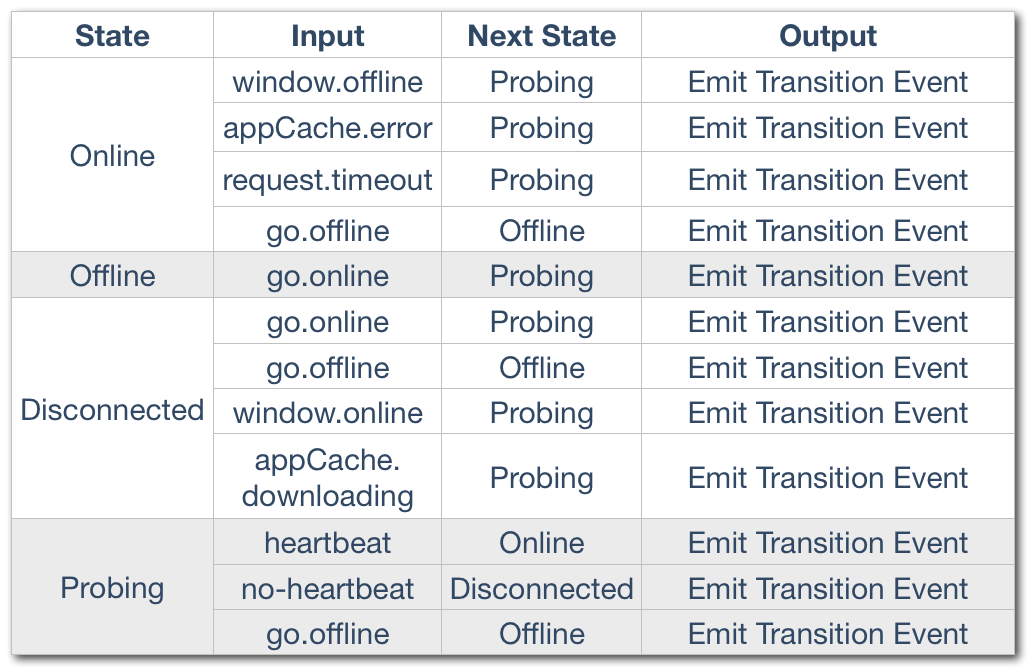 State Input Next State Output
Online window.offline Probing Emit Transition Event
appCache.error Probing Emit Transition Event
request.timeout Probing Emit Transition Event
go.offline Offline Emit Transition Event
Offline go.online Probing Emit Transition Event
Disconnected go.online Probing Emit Transition Event
go.offline Offline Emit Transition Event
window.online Probing Emit Transition Event
appCache.
downloading Probing Emit Transition Event
Probing heartbeat Online Emit Transition Event
no-heartbeat Disconnected Emit Transition Event
go.offline Offline Emit Transition Event